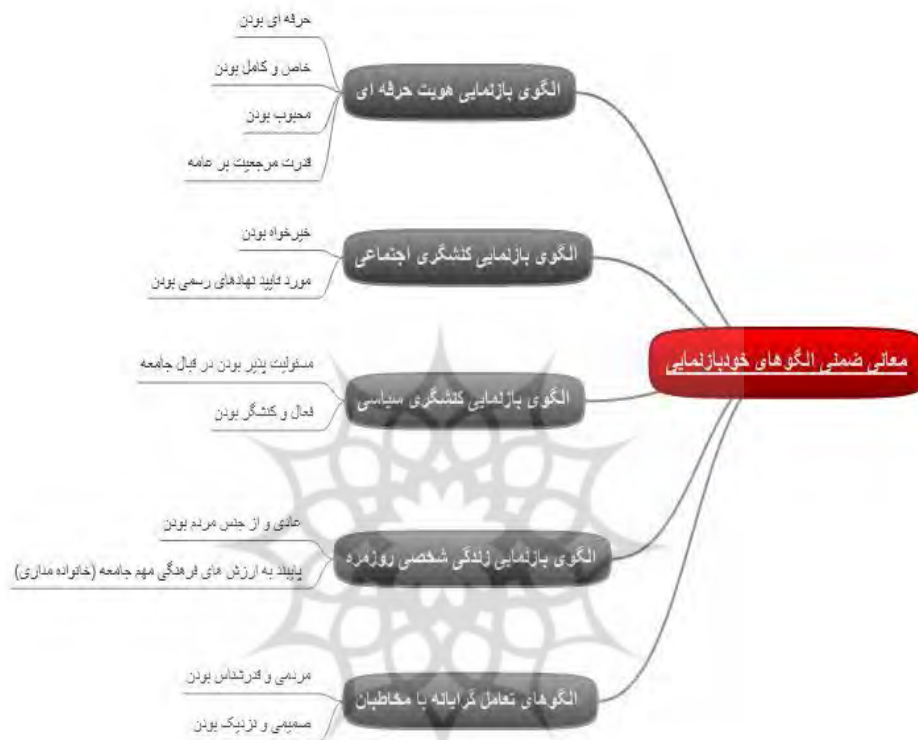 معانی ضمنی الگوهای خودبازنمایی
الگوی بازنمایی هویت حرفه ای
حرفه ای بودن
خاص و کامل بودن
محبوب بودن
قدرت مرجعیت بر عامه
الگوی بازنمایی کنشگری اجتماعی
خیرخواه بودن
مورد تایید نهادهای رسمی بودن
الگوی بازنمایی کنشگری سیاسی
مسئولیت پذیر بودن در قبال جامعه
فعال و کنشگر بودن
الگوی بازنمایی زندگی شخصی روزمره
عادی و از جنس مردم بودن
پایبند به ارزش های فرهنگی مهم جامعه (خانواده مداری)
الگوهای تعامل گرایانه با مخاطبان
مردمی و قدرشناس بودن
صمیمی و نزدیک بودن